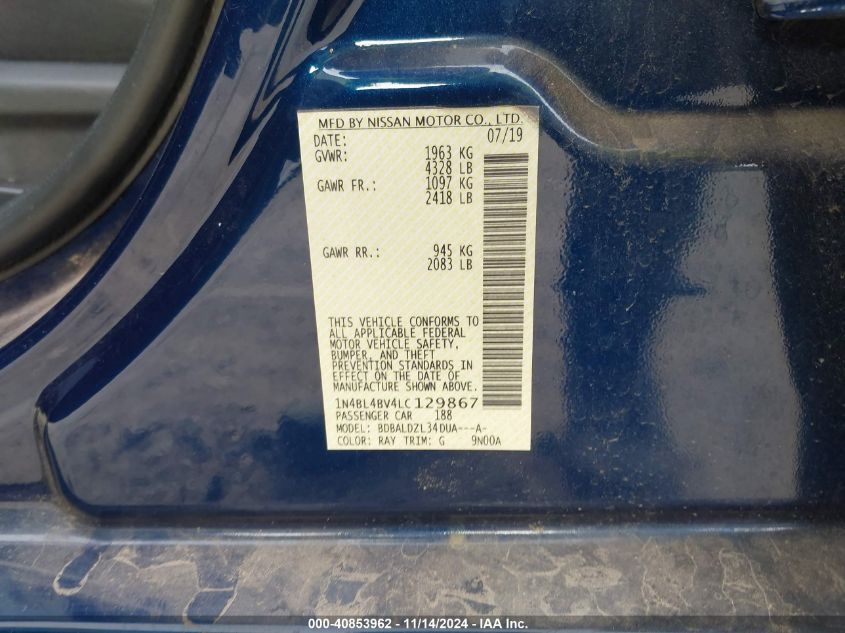 MFD BY NISSAN MOTOR CO., LTD.
DATE: 07/19
GVWR: 1963 KG
4328 LB
GAWR FR.: 1097 KG
2418 LB
GAWR RR.: 945 KG
2083 LB
THIS VEHICLE CONFORMS TO
ALL APPLICABLE FEDERAL
MOTOR VEHICLE SAFETY,
BUMPER, AND THEFT
PREVENTION STANDARDS IN
EFFECT ON THE DATE OF
MANUFACTURE SHOWN ABOVE.
1N4BL4BV4LC129867
PASSENGER CAR 188
MODEL: BDBALDZL34DUA---A-
COLOR: RAY TRIM: G 9N00A
000-40853962 - 11/14/2024 - IAA Inc.